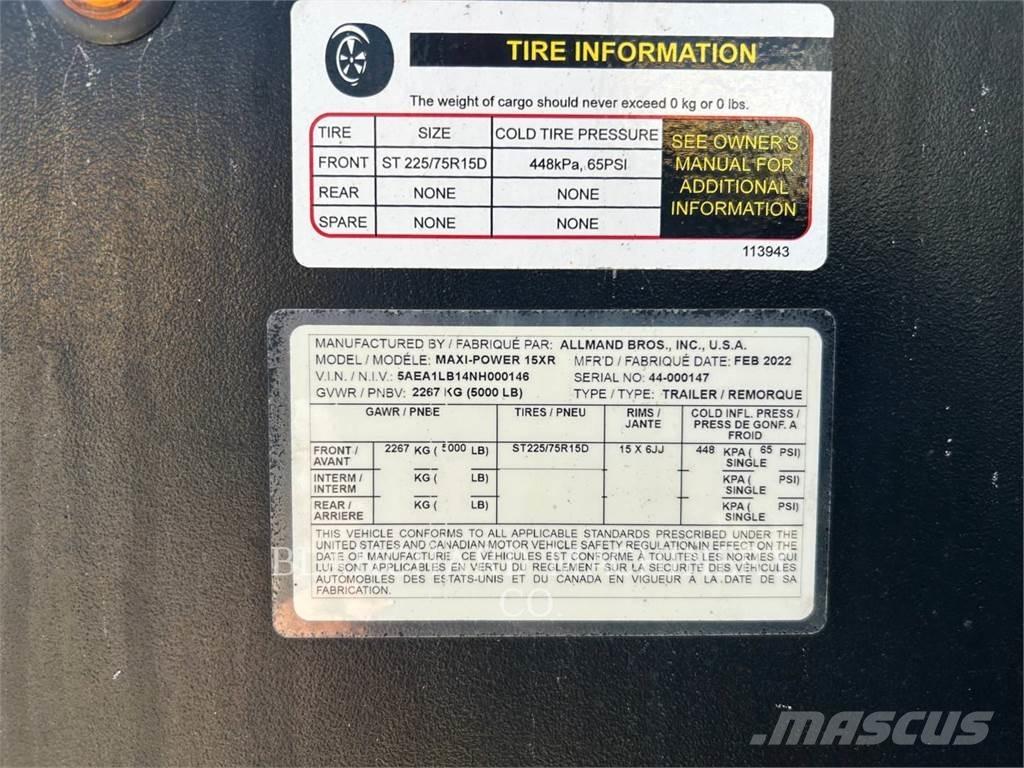 TIRE INFORMATION
The weight of cargo should never exceed 0 kg or 0 lbs.
TIRE SIZE COLD TIRE PRESSURE
FRONT ST 225/75R15D 448kPa, 65PSI
REAR NONE NONE
SPARE NONE NONE
SEE OWNER'S
MANUAL FOR
ADDITIONAL
INFORMATION
113943
MANUFACTURED BY / FABRIQUÉ PAR: ALLMAND BROS., INC., U.S.A.
MODEL / MODÉLE: MAXI-POWER 15XR MFR'D / FABRIQUÉ DATE: FEB 2022
V.I.N. / N.I.V.: 5AEA1LB14NH000146 SERIAL NO: 44-000147
GVWR / PNBV: 2267 KG (5000 LB) TYPE / TYPE: TRAILER / REMORQUE
GAWR / PNBE TIRES / PNEU RIMS / JANTE COLD INFL. PRESS / PRESS DE GONF. A FROID
FRONT / AVANT 2267 KG ( 5000 LB) ST225/75R15D 15 X 6JJ 448 KPA ( 65 PSI) SINGLE
INTERM / INTERM KG ( LB) KPA ( PSI) SINGLE
REAR / ARRIERE KG ( LB) KPA ( PSI) SINGLE
THIS VEHICLE CONFORMS TO ALL APPLICABLE STANDARDS PRESCRIBED UNDER THE
UNITED STATES AND CANADIAN MOTOR VEHICLE SAFETY REGULATION IN EFFECT ON THE
DATE OF MANUFACTURE. CE VÉHICULES EST CONFORME À TOUTES LES NORMES QUI
LUI SONT APPLICABLES EN VERTU DU REGLEMENT SUR LA SECURITE DES VÉHICULES
AUTOMOBILES DES ESTATS-UNIS ET DU CANADA EN VIGUEUR À LA DATE DE SA
FABRICATION.
CO
MASCUS